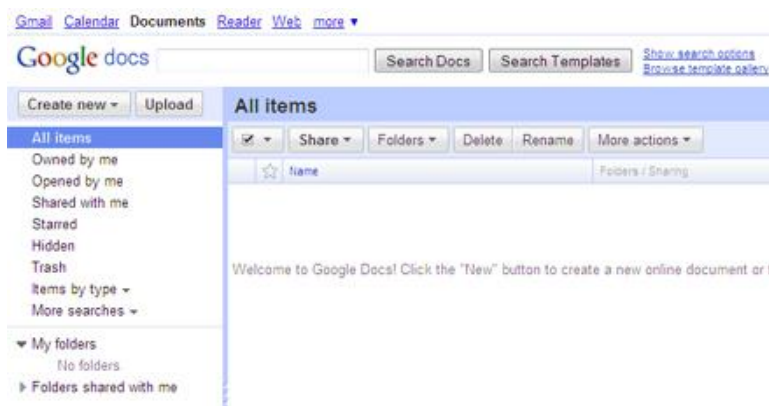 Gmail Calendar Documents Reader Web more ▼
Google docs Search Docs Search Templates Show search options
Browse template gallery
Create new Upload All items
All items Share Folders Delete Rename More actions
Owned by me Name Folders / Sharing
Opened by me
Shared with me
Starred
Hidden
Trash Welcome to Google Docs! Click the "New" button to create a new online document or
Items by type
More searches
My folders
No folders
Folders shared with me